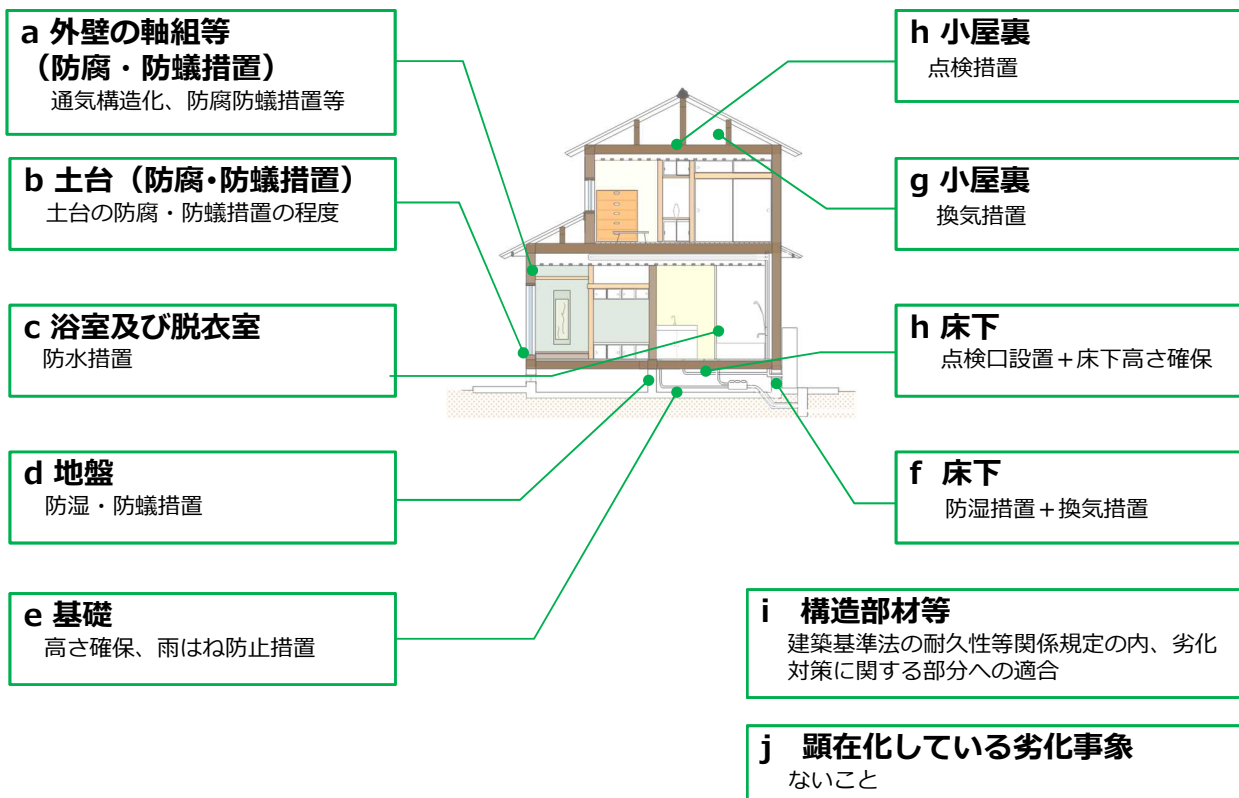 a 外壁の軸組等
（防腐・防蟻措置）
通気構造化、防腐防蟻措置等
b 土台（防腐・防蟻措置）
土台の防腐・防蟻措置の程度
c 浴室及び脱衣室
防水措置
d 地盤
防湿・防蟻措置
e 基礎
高さ確保、雨はね防止措置
h 小屋裏
点検措置
g 小屋裏
換気措置
h 床下
点検口設置＋床下高さ確保
f 床下
防湿措置＋換気措置
i 構造部材等
建築基準法の耐久性等関係規定の内、劣化
対策に関する部分への適合
j 顕在化している劣化事象
ないこと